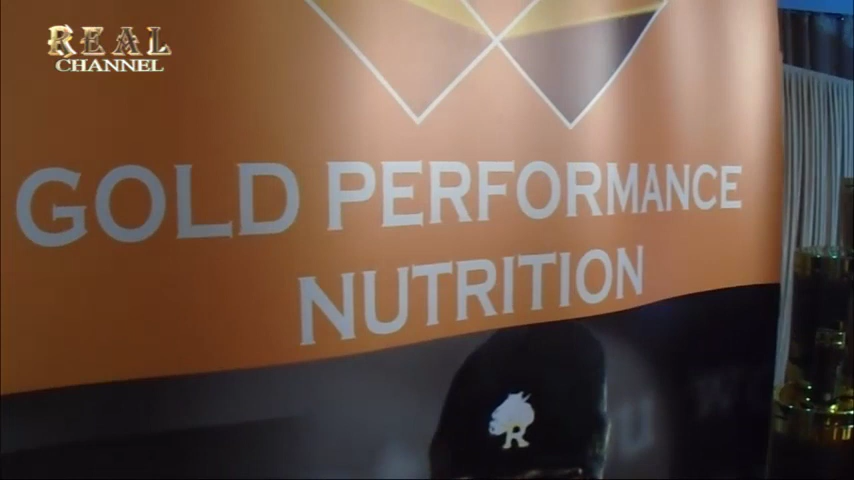 REAL
CHANNEL
GOLD PERFORMANCE
NUTRITION
R